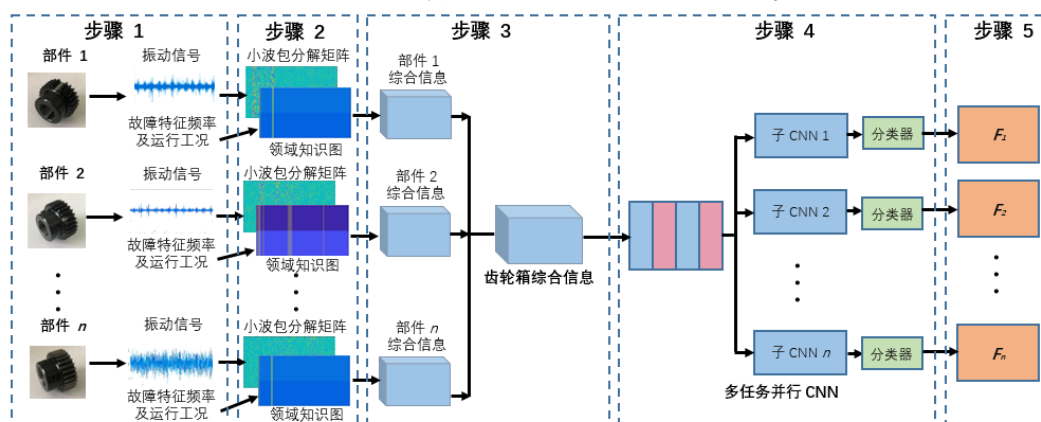 步骤 1
步骤 2
步骤 3
步骤 4
步骤 5
部件 1
振动信号
故障特征频率
及运行工况
小波包分解矩阵
领域知识图
部件 1
综合信息
子 CNN 1
分类器
F₁
部件 2
振动信号
故障特征频率
及运行工况
小波包分解矩阵
领域知识图
部件 2
综合信息
齿轮箱综合信息
子 CNN 2
分类器
F₂
部件 n
振动信号
故障特征频率
及运行工况
小波包分解矩阵
领域知识图
部件 n
综合信息
子 CNN n
分类器
Fₙ
多任务并行 CNN